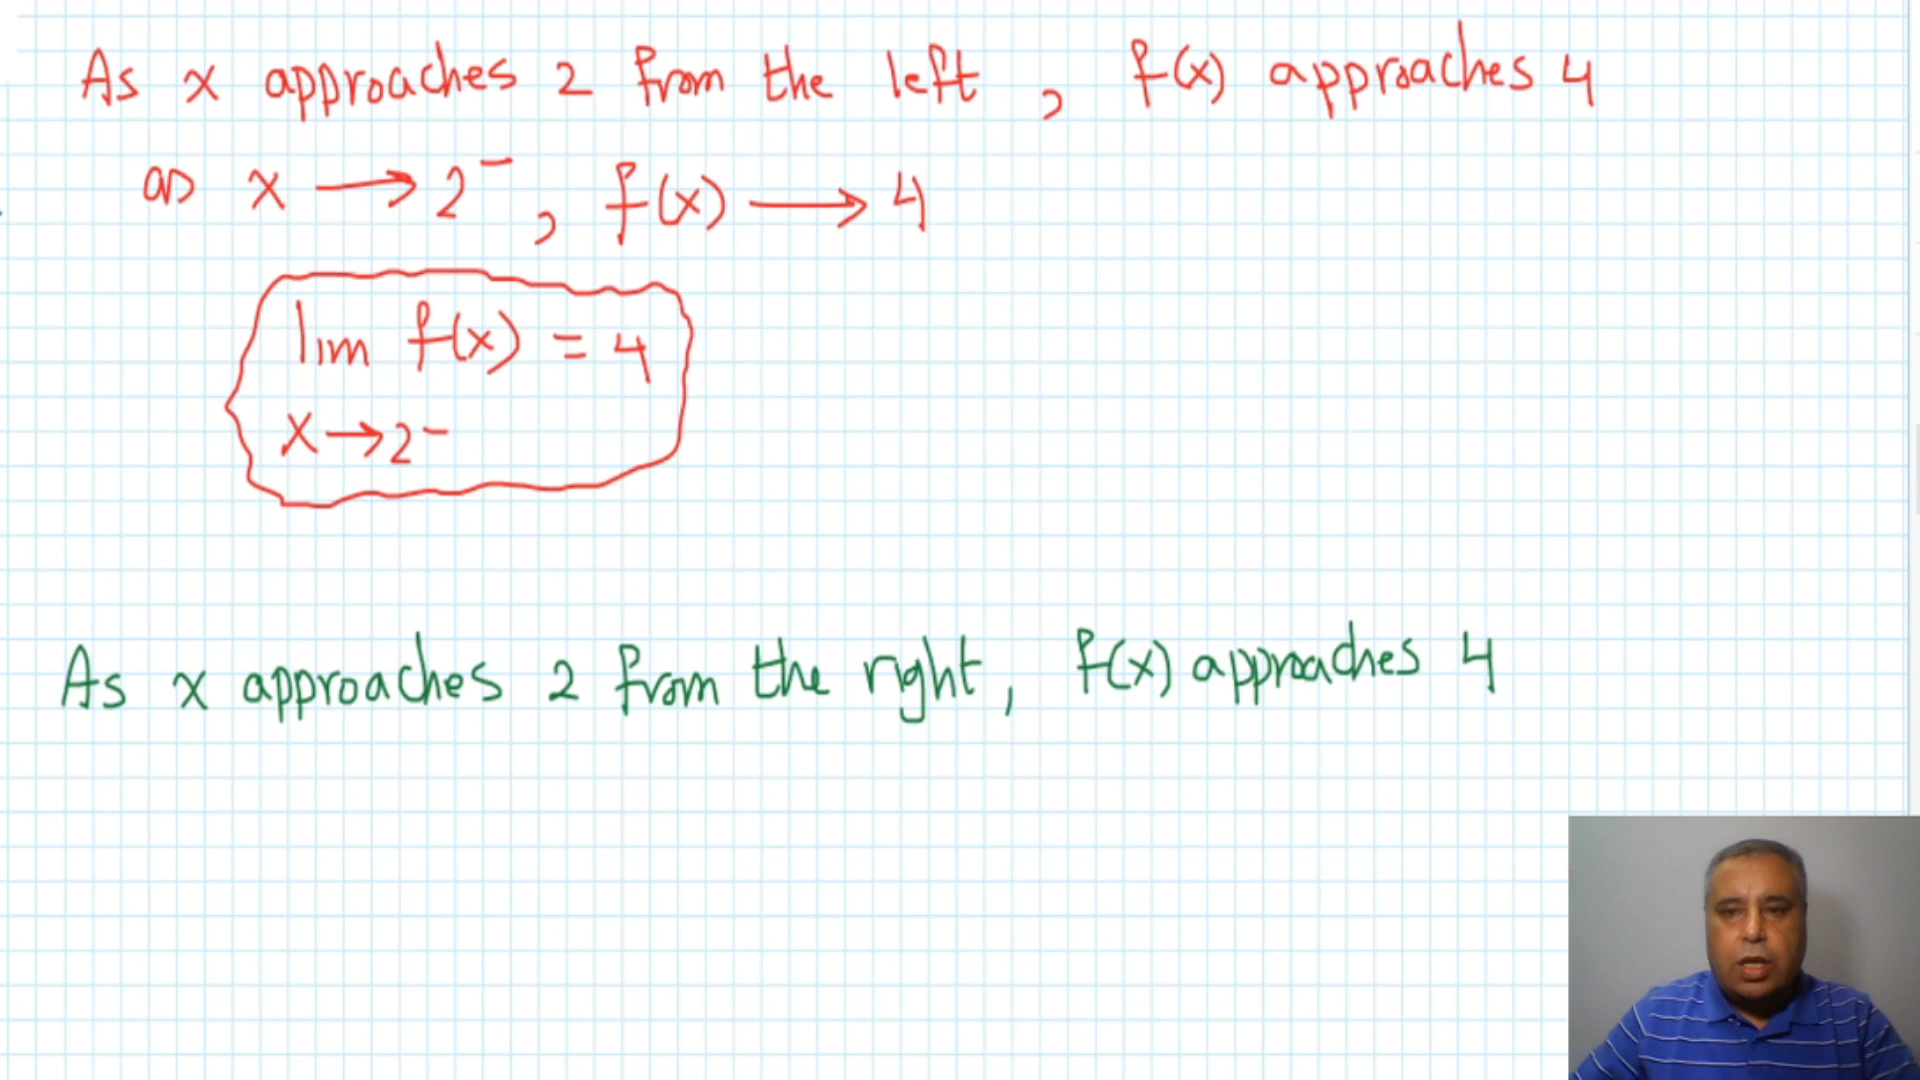 As x approaches 2 from the left, f(x) approaches 4
as x → 2⁻, f(x) → 4
lim f(x) = 4
x → 2⁻
As x approaches 2 from the right, f(x) approaches 4